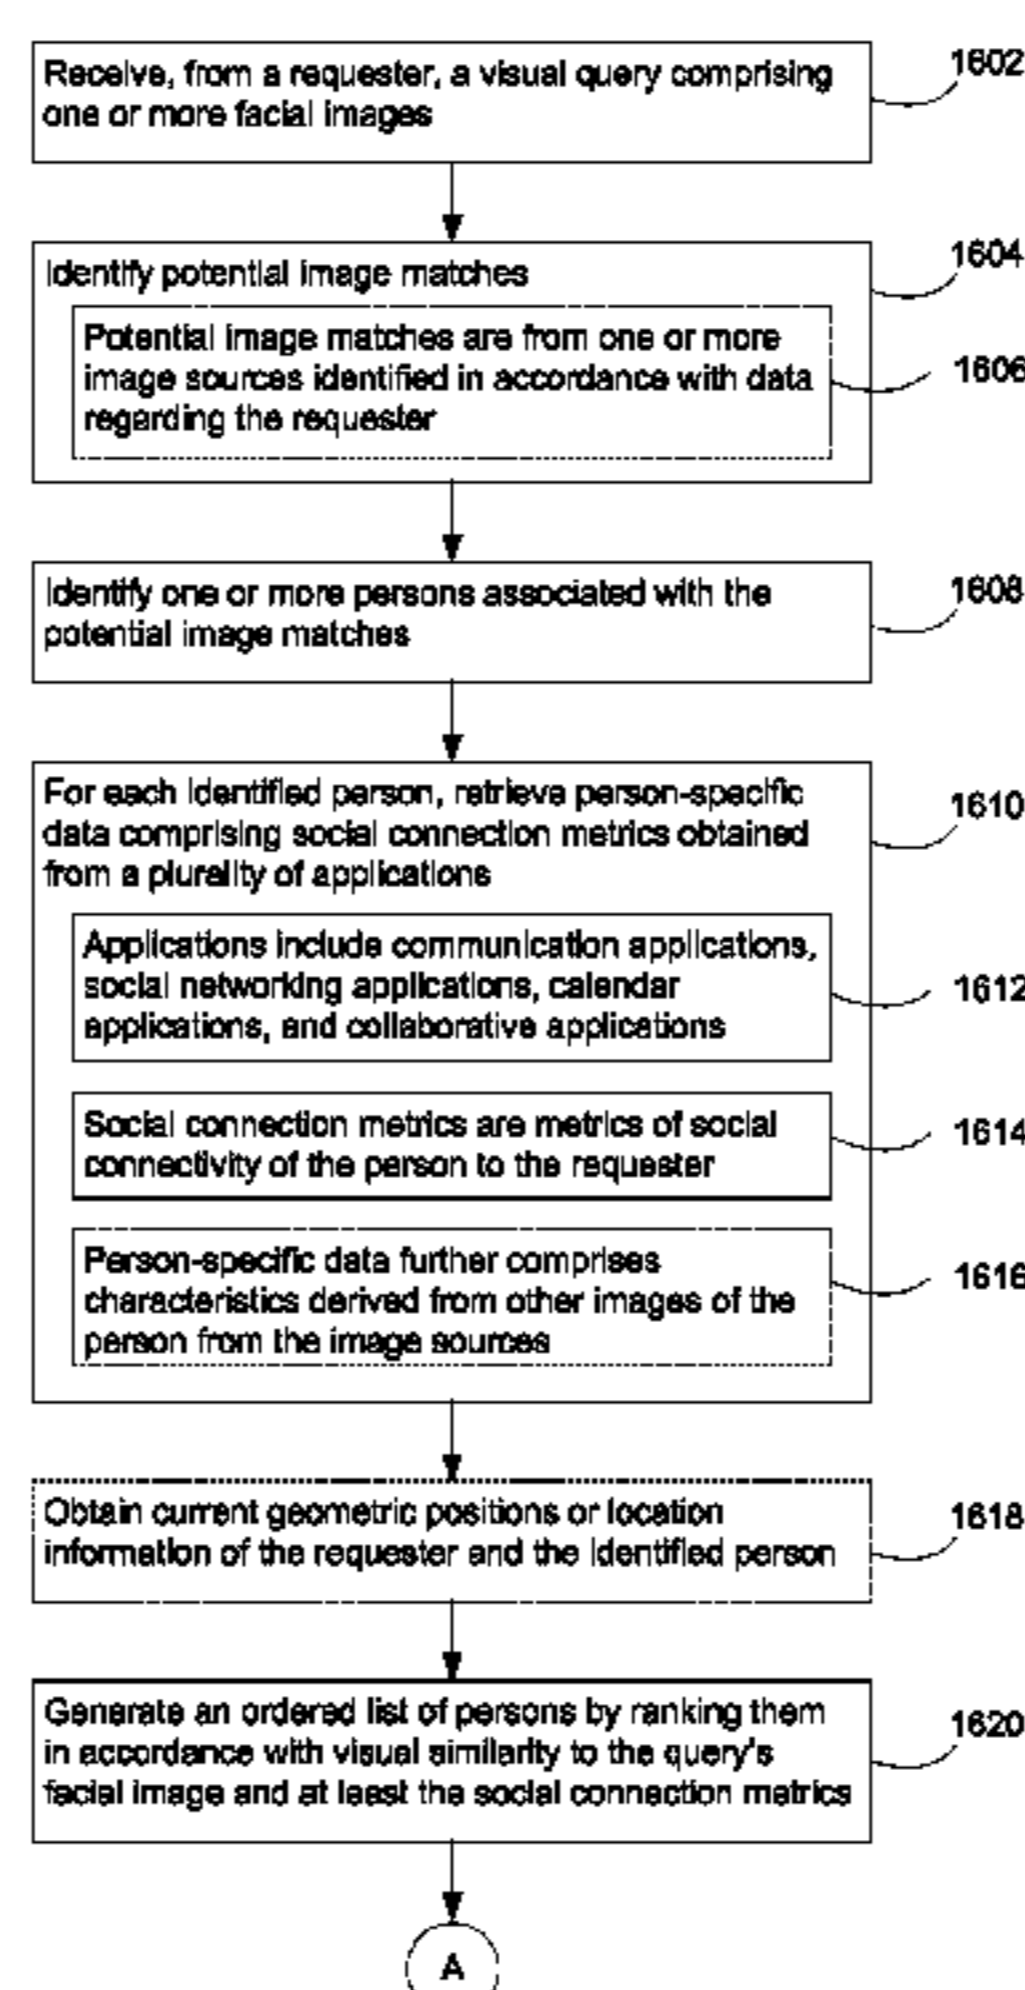 Receive, from a requester, a visual query comprising
one or more facial images
1602
Identify potential image matches
1604
Potential image matches are from one or more
image sources identified in accordance with data
regarding the requester
1606
Identify one or more persons associated with the
potential image matches
1608
For each identified person, retrieve person-specific
data comprising social connection metrics obtained
from a plurality of applications
1610
Applications include communication applications,
social networking applications, calendar
applications, and collaborative applications
1612
Social connection metrics are metrics of social
connectivity of the person to the requester
1614
Person-specific data further comprises
characteristics derived from other images of the
person from the image sources
1616
Obtain current geometric positions or location
information of the requester and the identified person
1618
Generate an ordered list of persons by ranking them
in accordance with visual similarity to the query's
facial image and at least the social connection metrics
1620
A